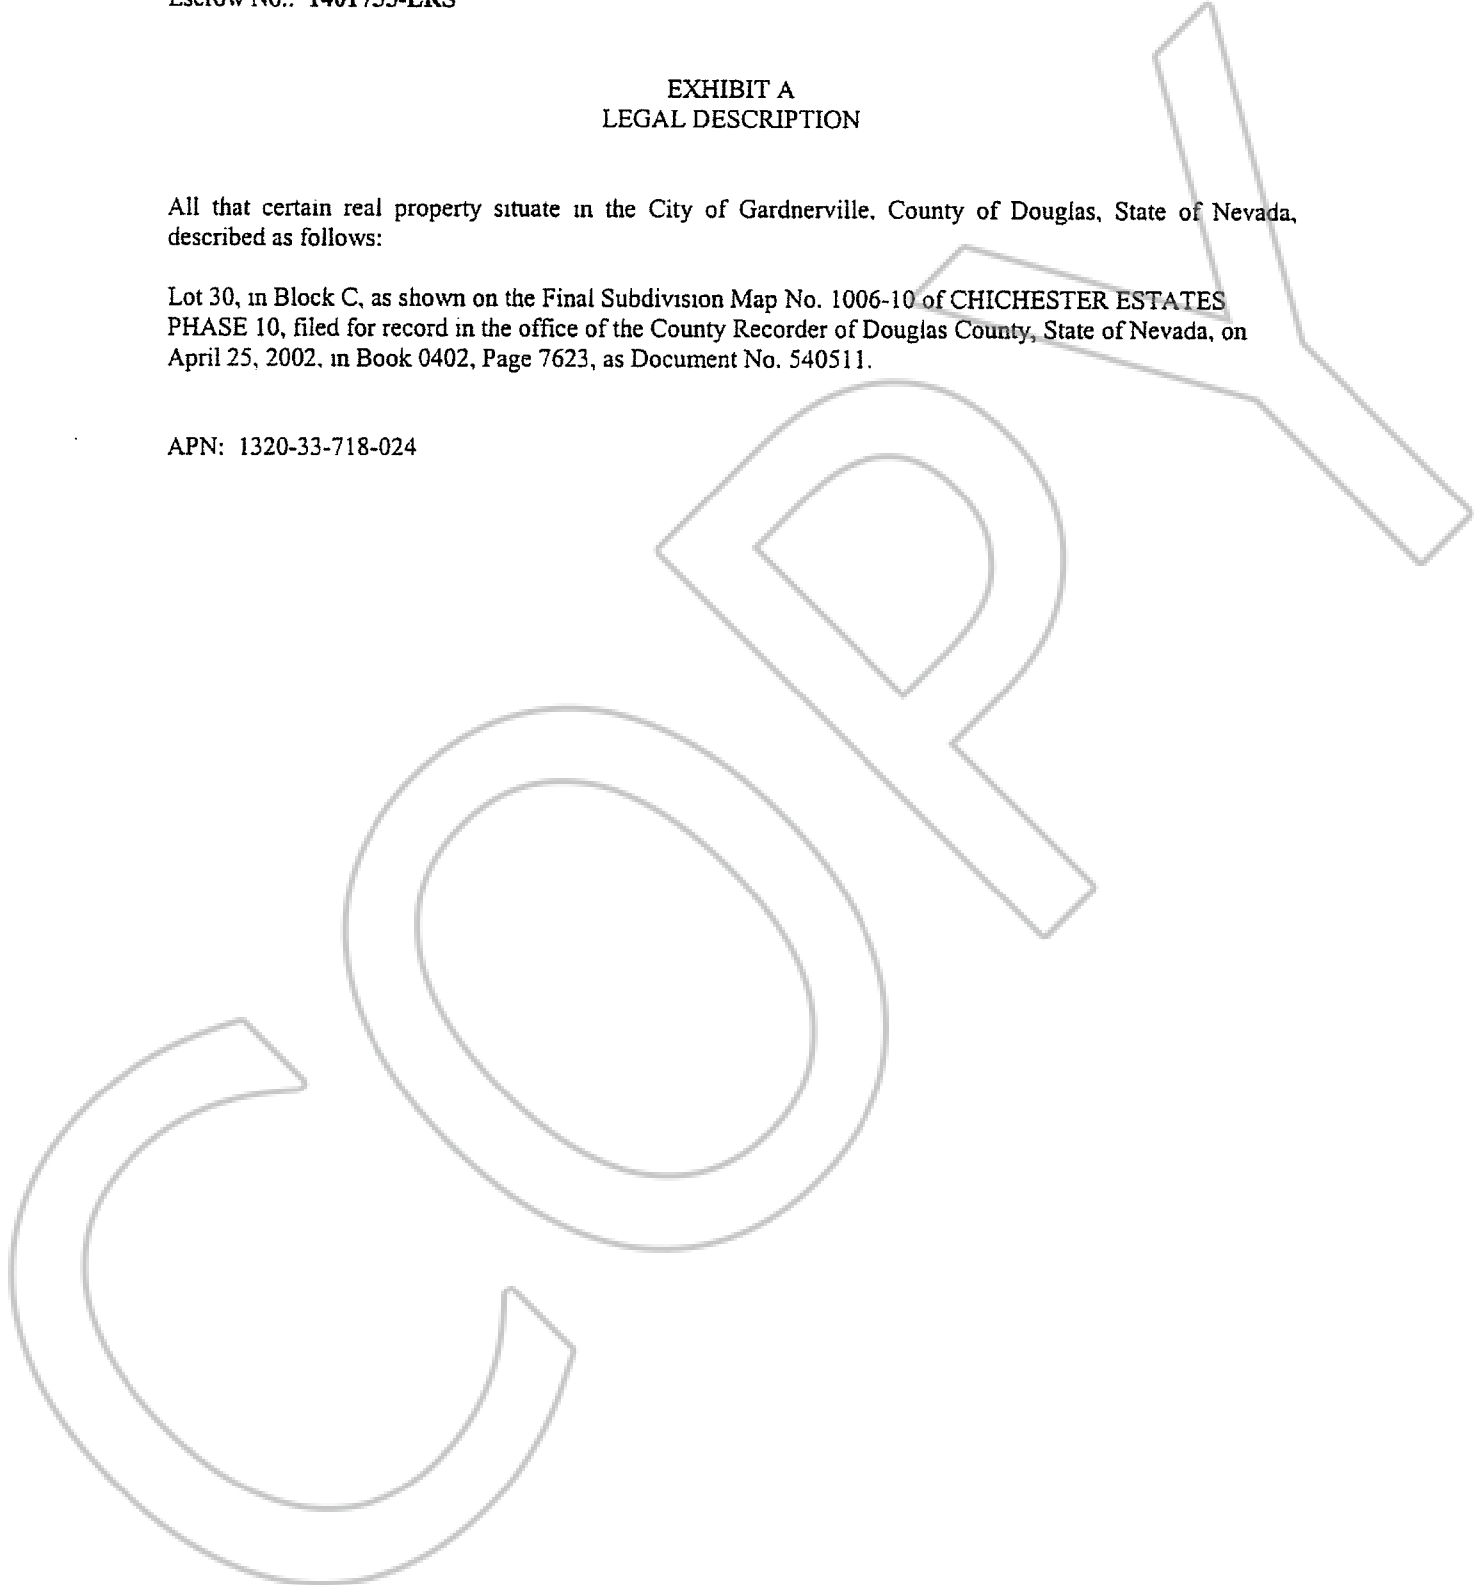 Escrow No.: 1401755-ERS
EXHIBIT A
LEGAL DESCRIPTION
All that certain real property situate in the City of Gardnerville, County of Douglas, State of Nevada,
described as follows:
Lot 30, in Block C, as shown on the Final Subdivision Map No. 1006-10 of CHICHESTER ESTATES
PHASE 10, filed for record in the office of the County Recorder of Douglas County, State of Nevada, on
April 25, 2002, in Book 0402, Page 7623, as Document No. 540511.
APN: 1320-33-718-024
COPY